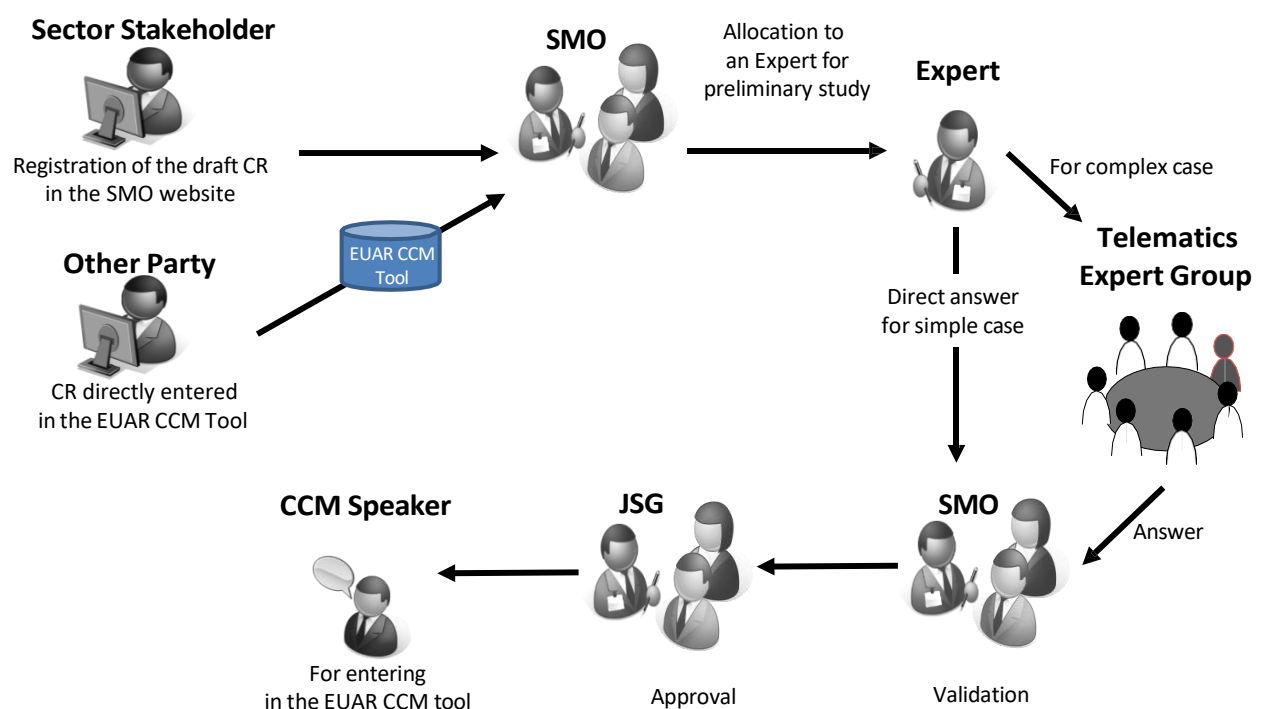 Sector Stakeholder
Registration of the draft CR
in the SMO website
SMO
Allocation to
an Expert for
preliminary study
Expert
For complex case
Telematics
Expert Group
EUAR CCM
Tool
Other Party
CR directly entered
in the EUAR CCM Tool
Direct answer
for simple case
CCM Speaker
For entering
in the EUAR CCM tool
JSG
Approval
SMO
Validation
Answer